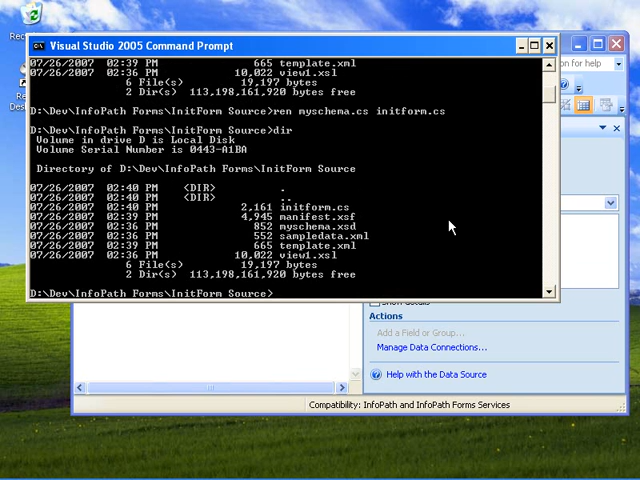 Visual Studio 2005 Command Prompt
07/26/2007 02:39 PM 665 template.xml
07/26/2007 02:36 PM 10,022 view1.xsl
6 File(s) 19,197 bytes
2 Dir(s) 113,198,161,920 bytes free
D:\Dev\InfoPath Forms\InitForm Source>ren myschema.cs initform.cs
D:\Dev\InfoPath Forms\InitForm Source>dir
Volume in drive D is Local Disk
Volume Serial Number is 0443-A1BA
Directory of D:\Dev\InfoPath Forms\InitForm Source
07/26/2007 02:40 PM <DIR> .
07/26/2007 02:40 PM <DIR> ..
07/26/2007 02:40 PM 2,161 initform.cs
07/26/2007 02:39 PM 4,945 manifest.xsf
07/26/2007 02:36 PM 852 myschema.xsd
07/26/2007 02:36 PM 552 sampledata.xml
07/26/2007 02:39 PM 665 template.xml
07/26/2007 02:36 PM 10,022 view1.xsl
6 File(s) 19,197 bytes
2 Dir(s) 113,198,161,920 bytes free
D:\Dev\InfoPath Forms\InitForm Source>
on for help
Show details
Actions
Add a Field or Group...
Manage Data Connections...
Help with the Data Source
Compatibility: InfoPath and InfoPath Forms Services